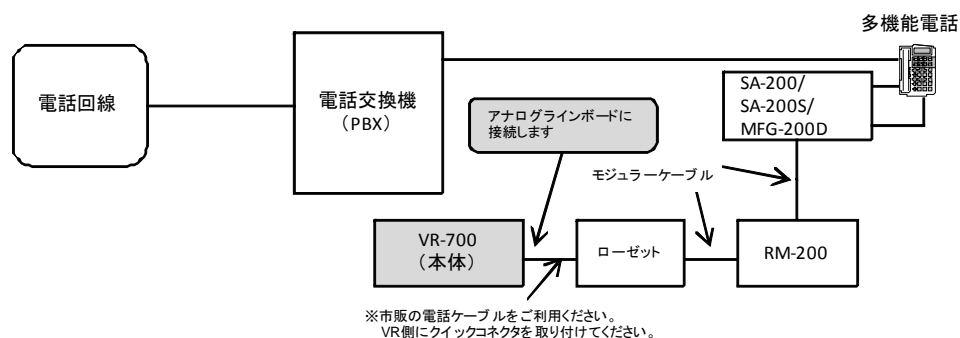 多機能電話
電話回線
電話交換機
（PBX）
SA-200/
SA-200S/
MFG-200D
アナログラインボードに
接続します
モジュラーケーブル
VR-700
（本体）
ローゼット
RM-200
※市販の電話ケーブルをご利用ください。
VR側にクイックコネクタを取り付けてください。